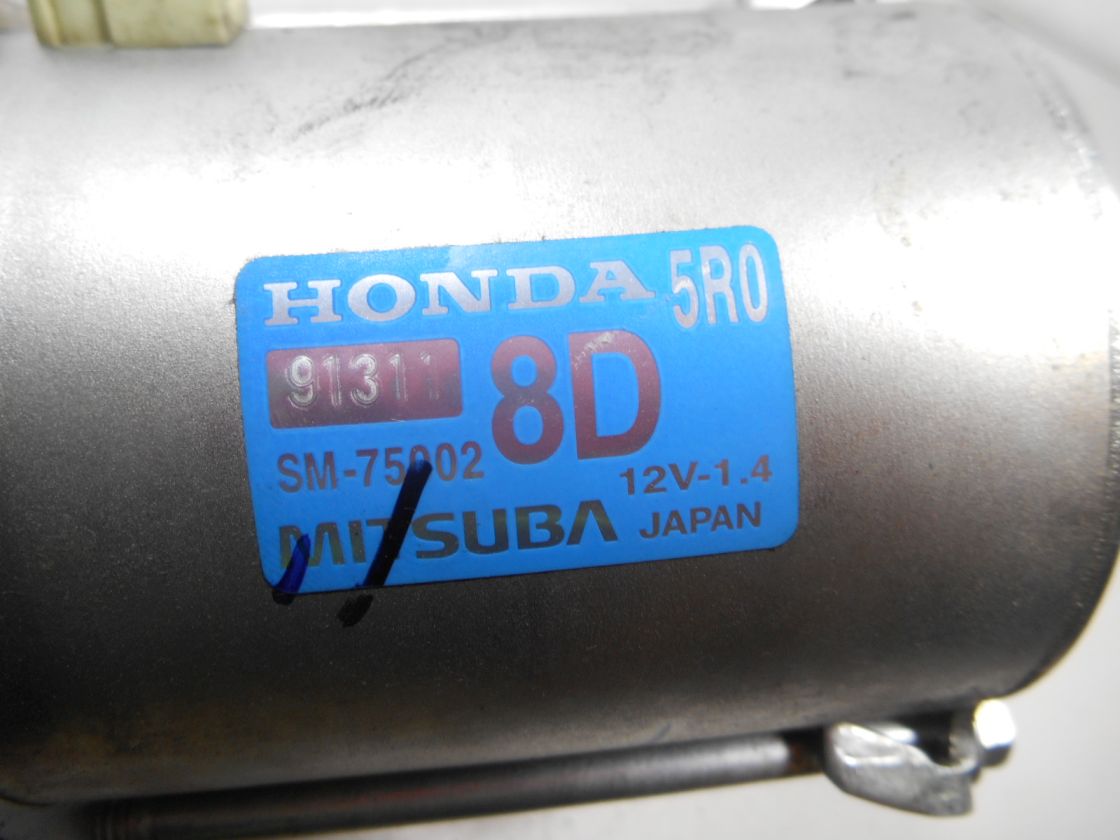 HONDA 5R0
91311 8D
SM-75002 12V-1.4
MITSUBA JAPAN